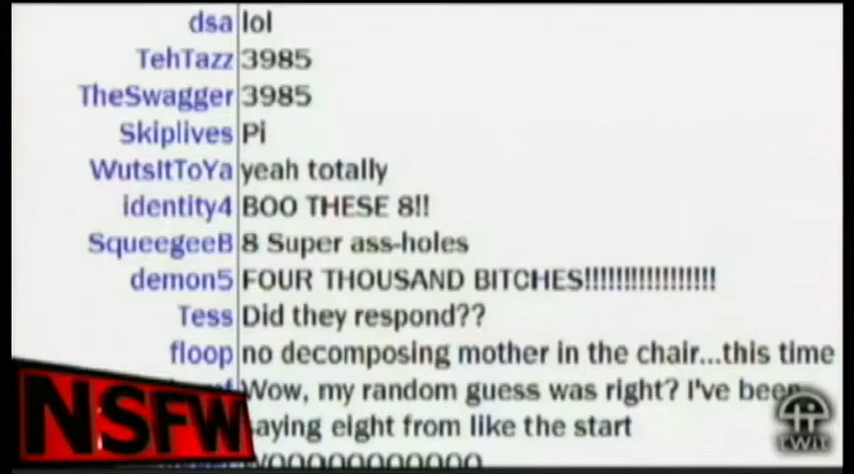 dsa lol
TehTazz 3985
TheSwagger 3985
Skiplives Pi
WutsItToYa yeah totally
identity4 BOO THESE 8!!
SqueegeeB 8 Super ass-holes
demon5 FOUR THOUSAND BITCHES!!!!!!!!!!!!!!!!!!
Tess Did they respond??
floop no decomposing mother in the chair...this time
Wow, my random guess was right? I've been
saying eight from like the start
NSFW
TWiT